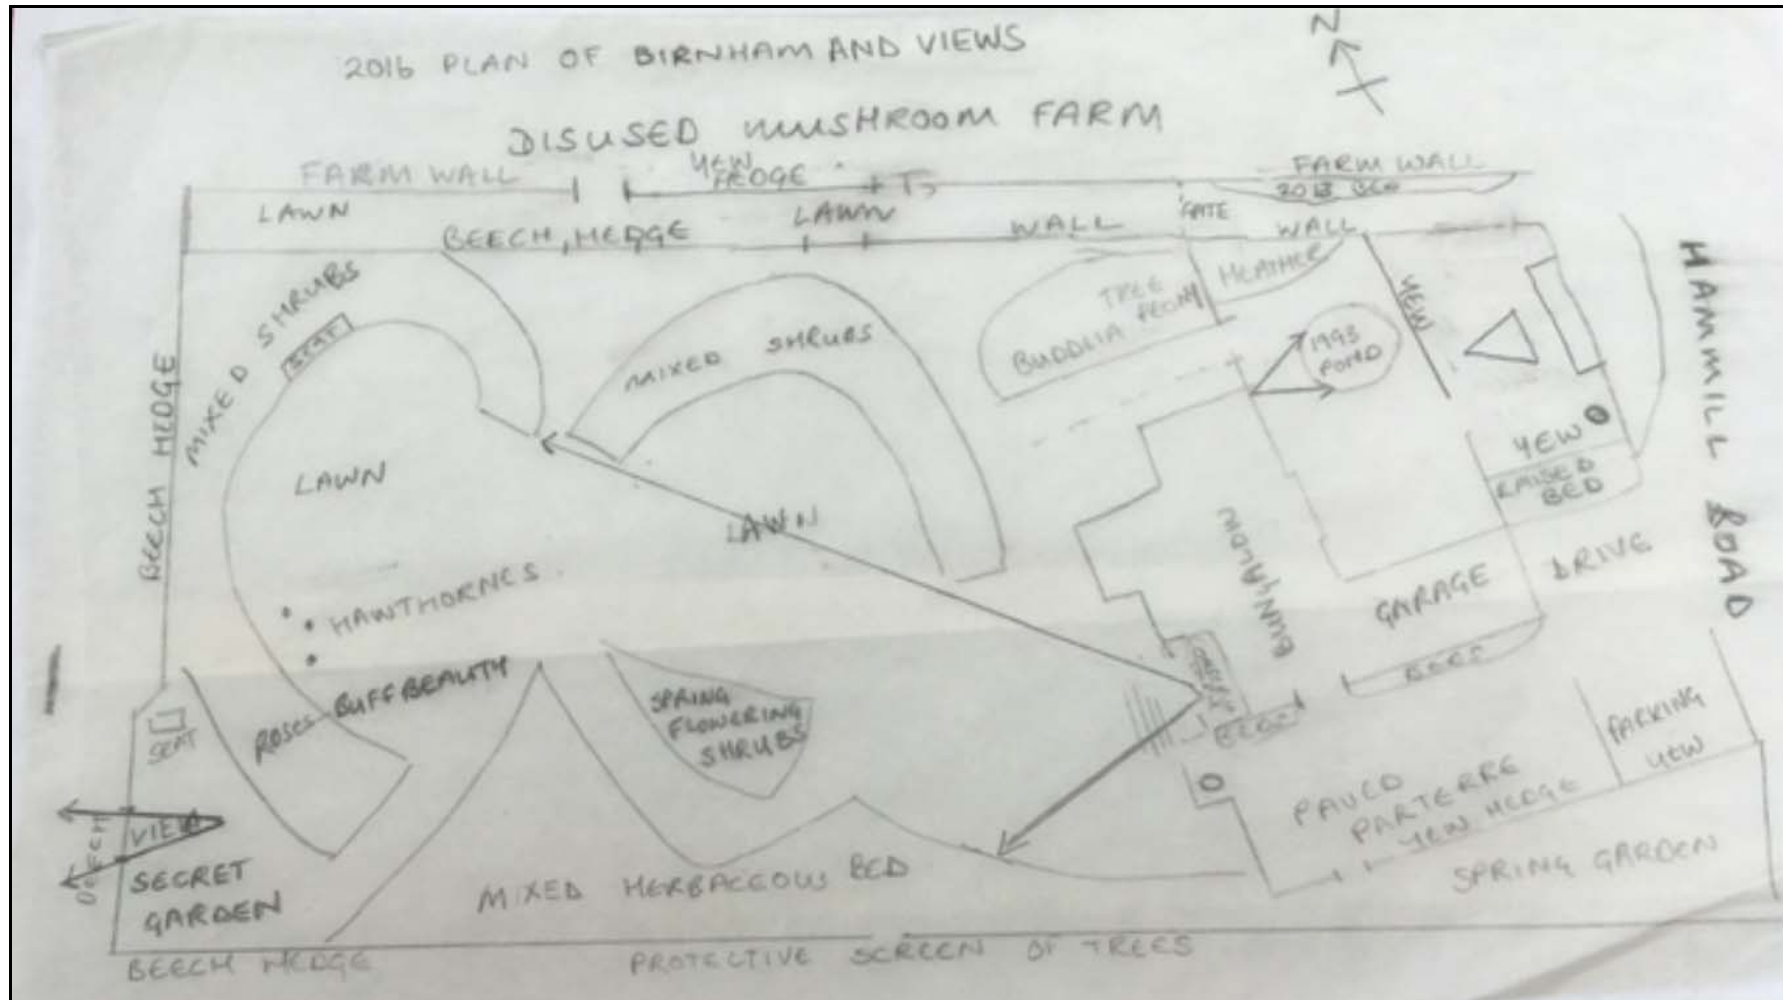 2016 PLAN OF BIRNHAM AND VIEWS
N
DISUSED MUSHROOM FARM
FARM WALL
YEW
HEDGE
FARM WALL
2013 BED
LAWN
LAWN
GATE
BEECH HEDGE
WALL
WALL
HEATHER
MIXED SHRUBS
SEAT
TREE
PEONY
BUDDLIA
YEW
1993
POND
MIXED SHRUBS
HAMMILL ROAD
BEECH HEDGE
LAWN
YEW
RAISED
BED
LAWN
BUNGALOW
DRIVE
HAWTHORNES
GARAGE
BEDS
ROSES BUFF BEAUTY
SPRING
FLOWERING
SHRUBS
PARKING
YEW
SEAT
PAVED
PARTERRE
YEW HEDGE
VIEW
SECRET
GARDEN
MIXED HERBACEOUS BED
SPRING GARDEN
BEECH HEDGE
PROTECTIVE SCREEN OF TREES